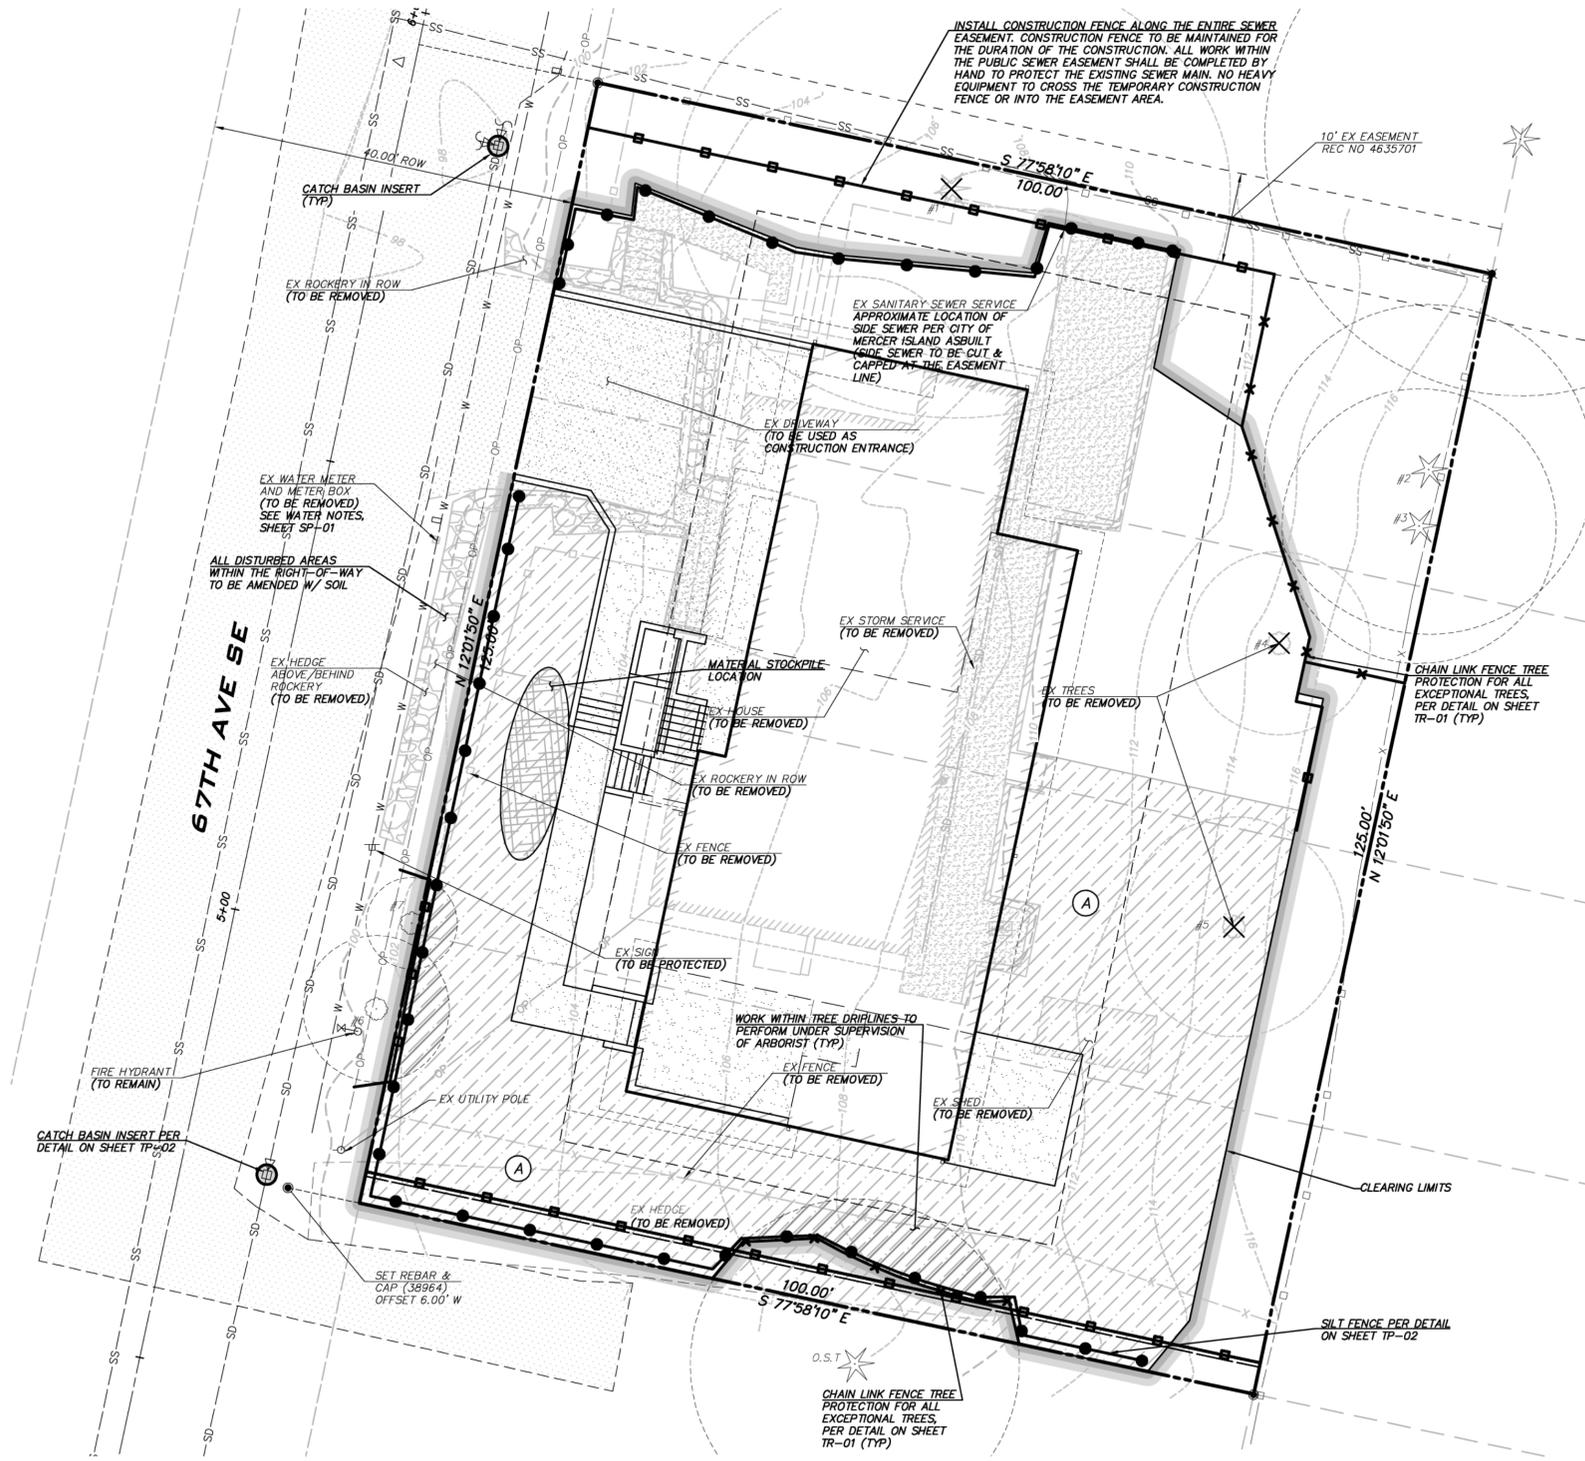 INSTALL CONSTRUCTION FENCE ALONG THE ENTIRE SEWER
EASEMENT. CONSTRUCTION FENCE TO BE MAINTAINED FOR
THE DURATION OF THE CONSTRUCTION. ALL WORK WITHIN
THE PUBLIC SEWER EASEMENT SHALL BE COMPLETED BY
HAND TO PROTECT THE EXISTING SEWER MAIN. NO HEAVY
EQUIPMENT TO CROSS THE TEMPORARY CONSTRUCTION
FENCE OR INTO THE EASEMENT AREA.
10' EX EASEMENT
REC NO 4635701
S 77°58'10" E
100.00'
40.00' ROW
CATCH BASIN INSERT
(TYP)
EX ROCKERY IN ROW
(TO BE REMOVED)
EX SANITARY SEWER SERVICE
APPROXIMATE LOCATION OF
SIDE SEWER PER CITY OF
MERCER ISLAND ASBUILT
(SIDE SEWER TO BE CUT &
CAPPED AT THE EASEMENT
LINE)
EX DRIVEWAY
(TO BE USED AS
CONSTRUCTION ENTRANCE)
EX WATER METER
AND METER BOX
(TO BE REMOVED)
SEE WATER NOTES,
SHEET SP-01
ALL DISTURBED AREAS
WITHIN THE RIGHT-OF-WAY
TO BE AMENDED W/ SOIL
67TH AVE SE
N 12°01'50" E
125.00'
EX STORM SERVICE
(TO BE REMOVED)
EX HEDGE
ABOVE/BEHIND
ROCKERY
(TO BE REMOVED)
MATERIAL STOCKPILE
LOCATION
EX TREES
(TO BE REMOVED)
CHAIN LINK FENCE TREE
PROTECTION FOR ALL
EXCEPTIONAL TREES,
PER DETAIL ON SHEET
TR-01 (TYP)
EX HOUSE
(TO BE REMOVED)
EX ROCKERY IN ROW
(TO BE REMOVED)
125.00'
N 12°01'50" E
EX FENCE
(TO BE REMOVED)
A
5+00
EX SIGN
(TO BE PROTECTED)
WORK WITHIN TREE DRIPLINES TO
PERFORM UNDER SUPERVISION
OF ARBORIST (TYP)
FIRE HYDRANT
(TO REMAIN)
EX FENCE
(TO BE REMOVED)
EX UTILITY POLE
EX SHED
(TO BE REMOVED)
CATCH BASIN INSERT PER
DETAIL ON SHEET TP-02
A
CLEARING LIMITS
EX HEDGE
(TO BE REMOVED)
SET REBAR &
CAP (38964)
OFFSET 6.00' W
100.00'
S 77°58'10" E
SILT FENCE PER DETAIL
ON SHEET TP-02
O.S.T
CHAIN LINK FENCE TREE
PROTECTION FOR ALL
EXCEPTIONAL TREES,
PER DETAIL ON SHEET
TR-01 (TYP)